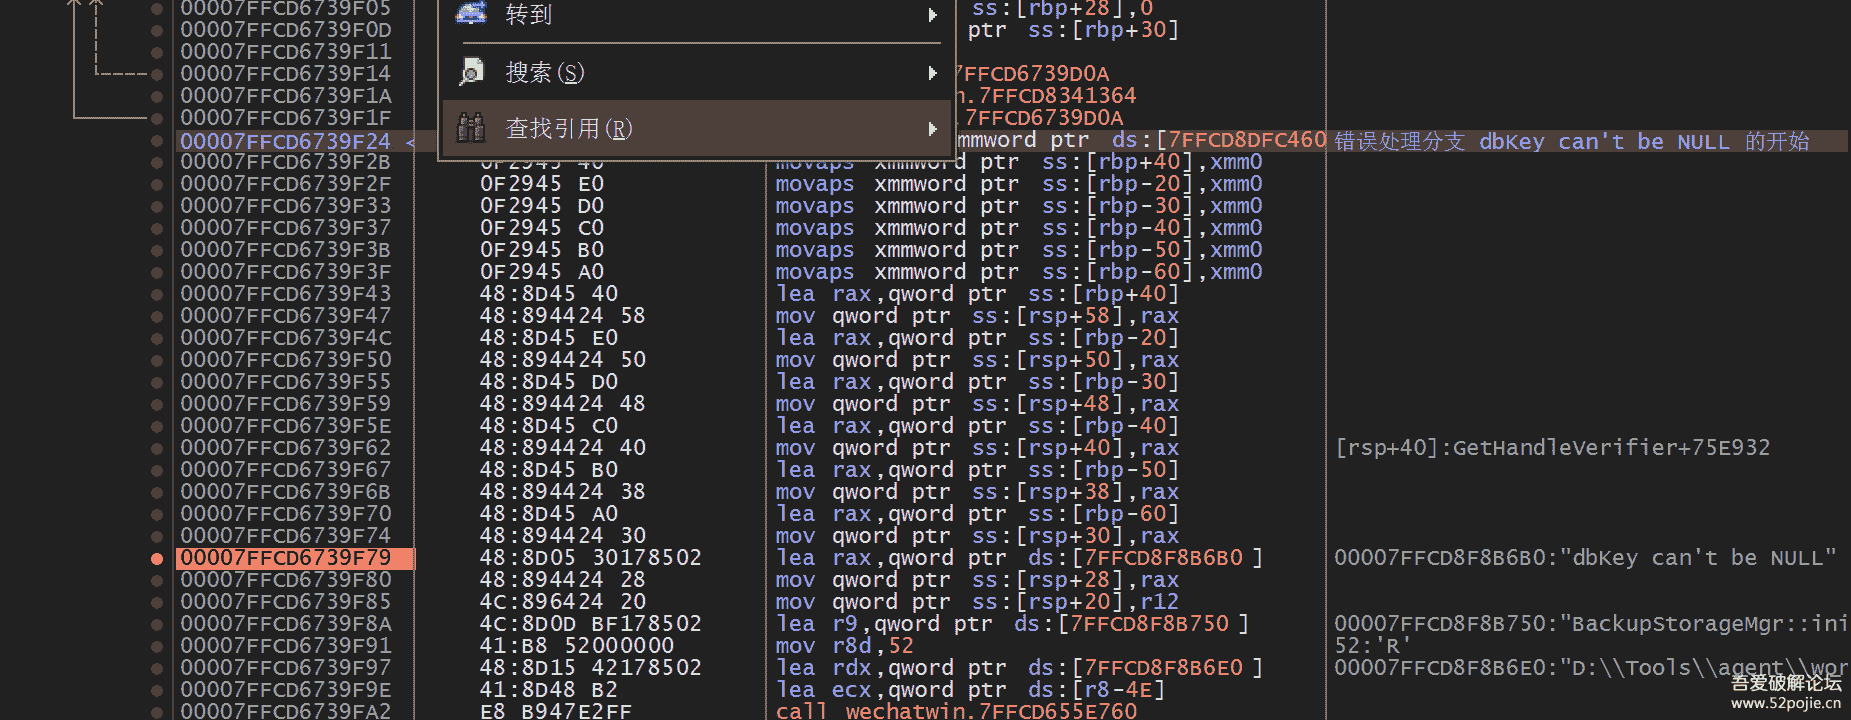 00007FFCD6739F05 转到 ss:[rbp+28],0
00007FFCD6739F0D ptr ss:[rbp+30]
00007FFCD6739F11
00007FFCD6739F14 搜索(S) 7FFCD6739D0A
00007FFCD6739F1A n.7FFCD8341364
00007FFCD6739F1F 查找引用(R) .7FFCD6739D0A
00007FFCD6739F24 < mmword ptr ds:[7FFCD8DFC460 错误处理分支 dbKey can't be NULL 的开始
00007FFCD6739F2B 0F2945 40 movaps xmmword ptr ss:[rbp+40],xmm0
00007FFCD6739F2F 0F2945 E0 movaps xmmword ptr ss:[rbp-20],xmm0
00007FFCD6739F33 0F2945 D0 movaps xmmword ptr ss:[rbp-30],xmm0
00007FFCD6739F37 0F2945 C0 movaps xmmword ptr ss:[rbp-40],xmm0
00007FFCD6739F3B 0F2945 B0 movaps xmmword ptr ss:[rbp-50],xmm0
00007FFCD6739F3F 0F2945 A0 movaps xmmword ptr ss:[rbp-60],xmm0
00007FFCD6739F43 48:8D45 40 lea rax,qword ptr ss:[rbp+40]
00007FFCD6739F47 48:894424 58 mov qword ptr ss:[rsp+58],rax
00007FFCD6739F4C 48:8D45 E0 lea rax,qword ptr ss:[rbp-20]
00007FFCD6739F50 48:894424 50 mov qword ptr ss:[rsp+50],rax
00007FFCD6739F55 48:8D45 D0 lea rax,qword ptr ss:[rbp-30]
00007FFCD6739F59 48:894424 48 mov qword ptr ss:[rsp+48],rax
00007FFCD6739F5E 48:8D45 C0 lea rax,qword ptr ss:[rbp-40]
00007FFCD6739F62 48:894424 40 mov qword ptr ss:[rsp+40],rax [rsp+40]:GetHandleVerifier+75E932
00007FFCD6739F67 48:8D45 B0 lea rax,qword ptr ss:[rbp-50]
00007FFCD6739F6B 48:894424 38 mov qword ptr ss:[rsp+38],rax
00007FFCD6739F70 48:8D45 A0 lea rax,qword ptr ss:[rbp-60]
00007FFCD6739F74 48:894424 30 mov qword ptr ss:[rsp+30],rax
00007FFCD6739F79 48:8D05 30178502 lea rax,qword ptr ds:[7FFCD8F8B6B0] 00007FFCD8F8B6B0:"dbKey can't be NULL"
00007FFCD6739F80 48:894424 28 mov qword ptr ss:[rsp+28],rax
00007FFCD6739F85 4C:896424 20 mov qword ptr ss:[rsp+20],r12
00007FFCD6739F8A 4C:8D0D BF178502 lea r9,qword ptr ds:[7FFCD8F8B750] 00007FFCD8F8B750:"BackupStorageMgr::ini
00007FFCD6739F91 41:B8 52000000 mov r8d,52 52:'R'
00007FFCD6739F97 48:8D15 42178502 lea rdx,qword ptr ds:[7FFCD8F8B6E0] 00007FFCD8F8B6E0:"D:\\Tools\\agent\\wor
00007FFCD6739F9E 41:8D48 B2 lea ecx,qword ptr ds:[r8-4E]
00007FFCD6739FA2 E8 B947E2FF call wechatwin.7FFCD655E760
吾爱破解论坛
www.52pojie.cn